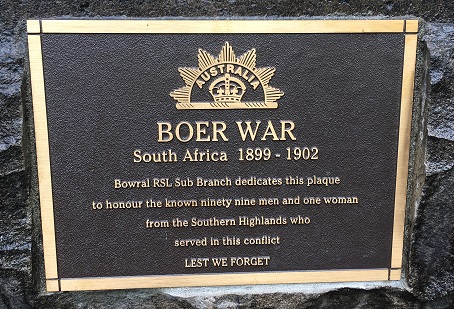 AUSTRALIA
BOER WAR
South Africa 1899 - 1902
Bowral RSL Sub Branch dedicates this plaque
to honour the known ninety nine men and one woman
from the Southern Highlands who
served in this conflict
LEST WE FORGET